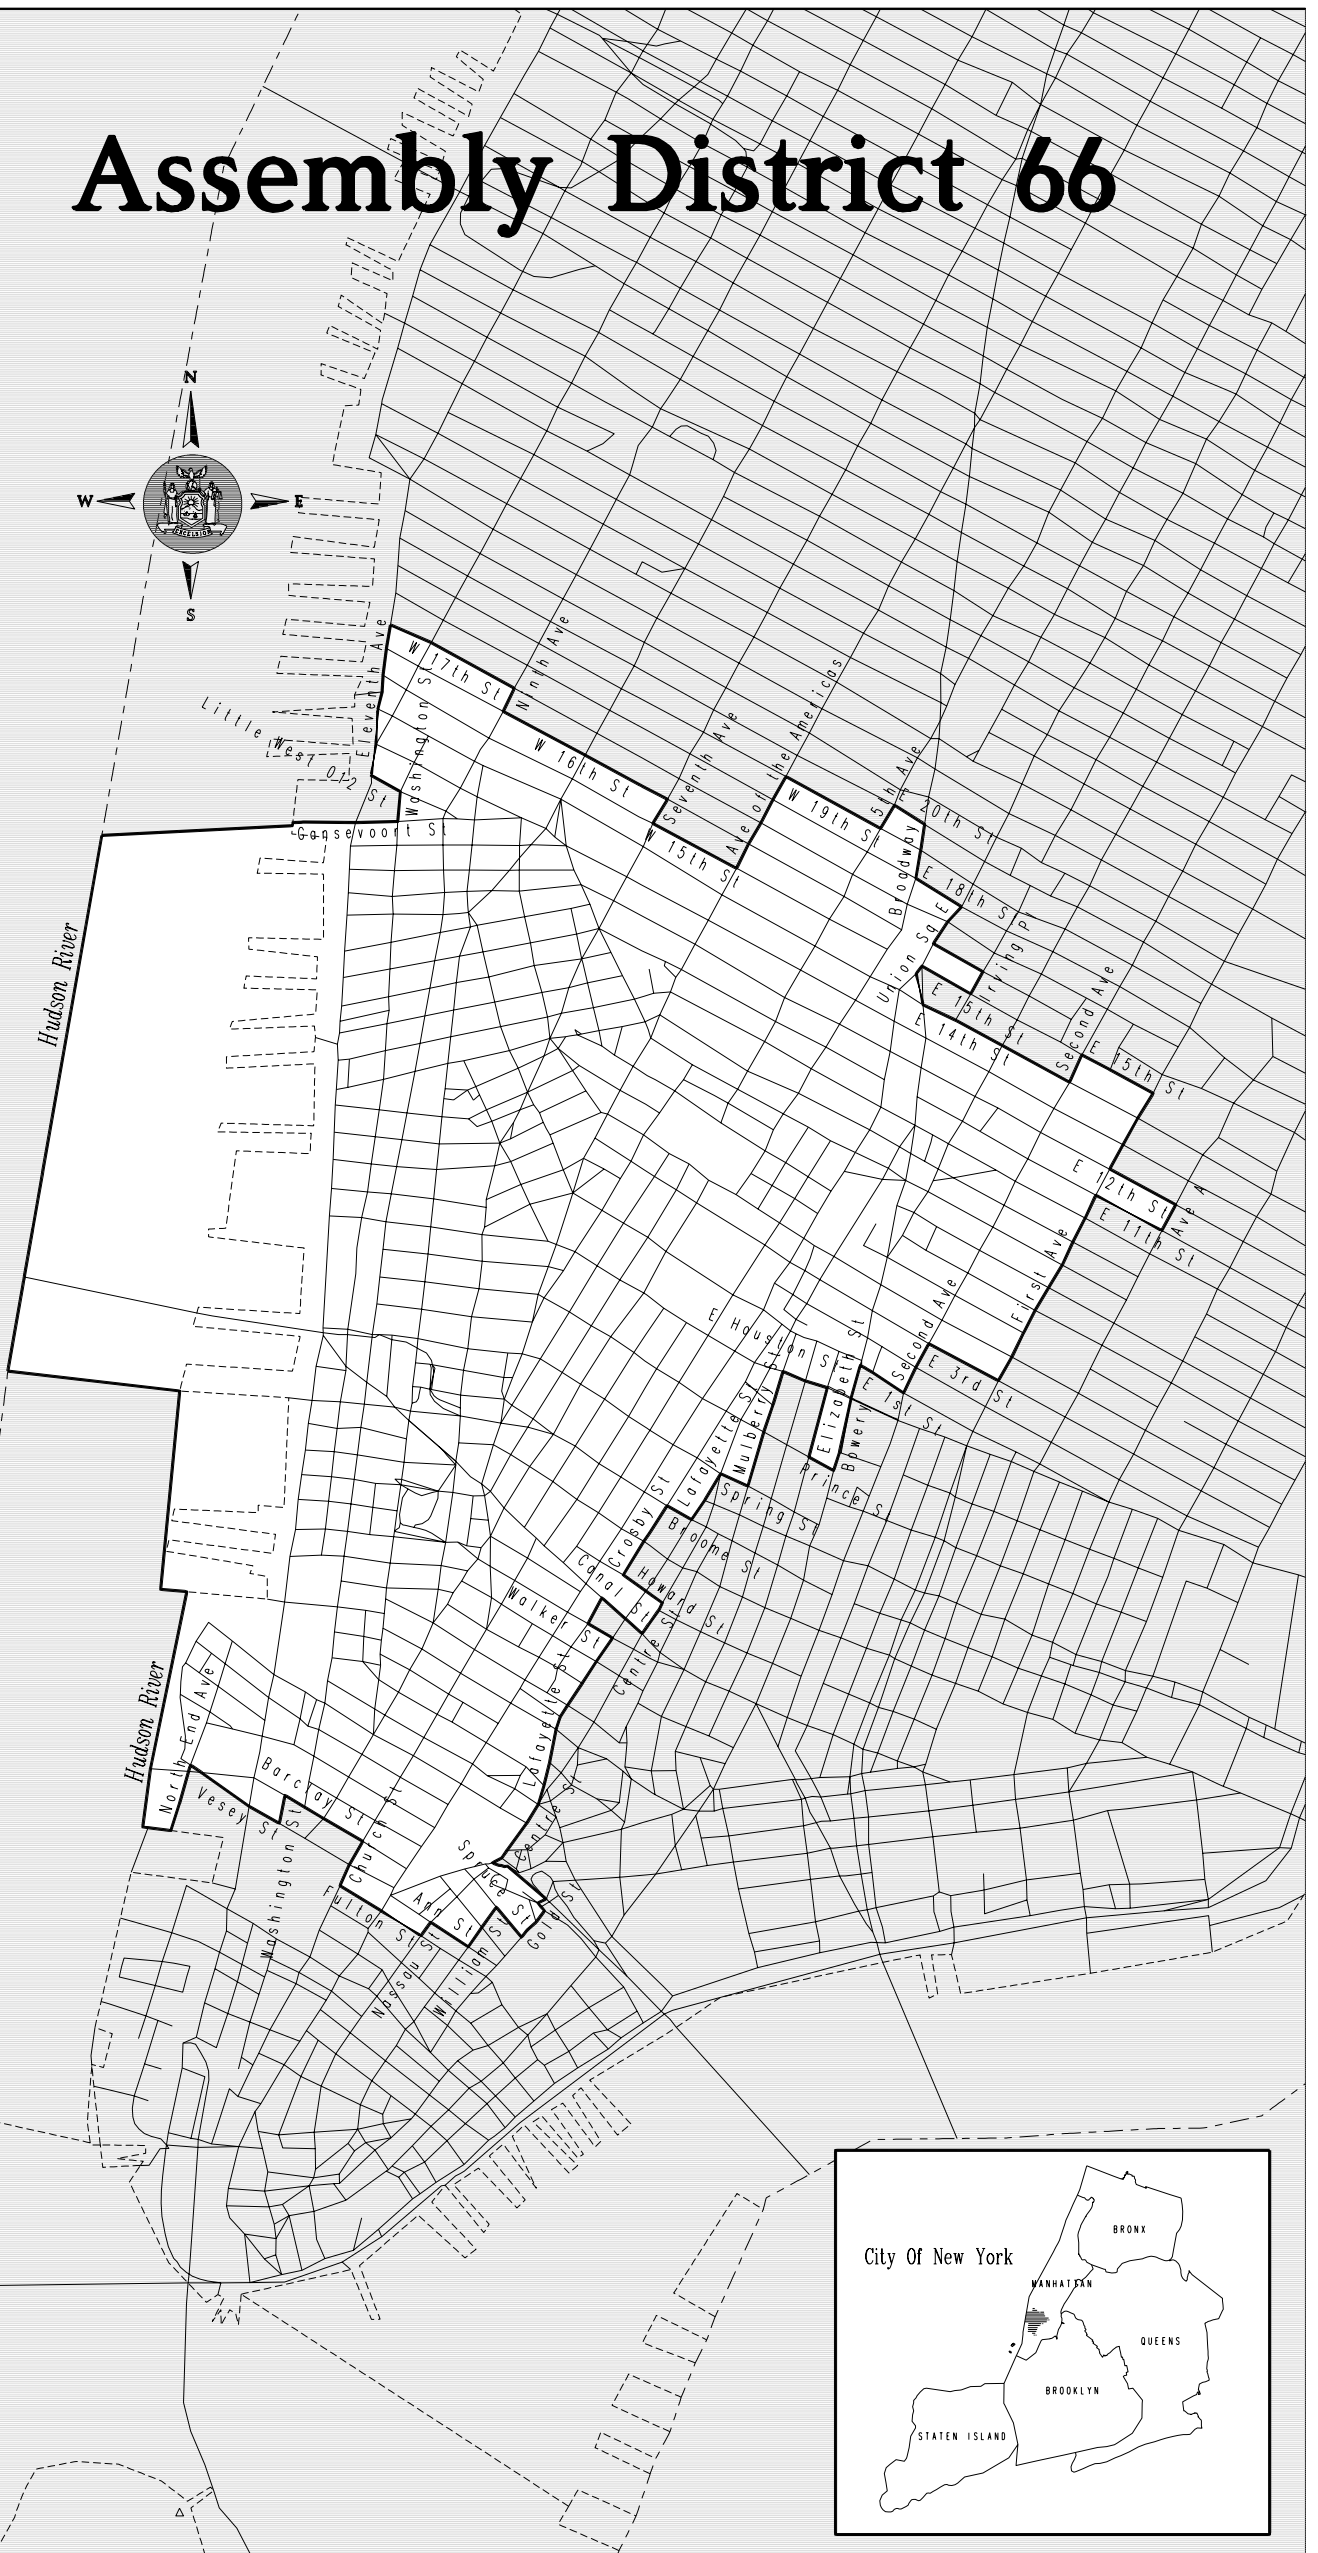 Assembly District 66
N
W
E
EXCELSIOR
S
Eleventh Ave
W 17th St
Ninth Ave
Washington St
Little West
St
Gansevoort St
W 16th St
Seventh Ave
W 15th St
Ave of the Americas
W 19th St
5th Ave
E 20th St
Broadway
E 18th St
Union Sq E
Irving Pl
E 15th St
E 14th St
Second Ave
E 15th St
Hudson River
E 12th St
Ave A
E 11th St
First Ave
Second Ave
E 3rd St
E Houston St
Elizabeth St
E 1st St
Bowery
Prince St
Lafayette St
Mulberry St
Spring St
Crosby St
Broome St
Howard St
Canal St
Walker St
Centre St
Lafayette St
Hudson River
North End Ave
Barclay St
Vesey St
Washington St
Church St
Centre St
Spruce St
Ann St
Fulton St
Gold St
Nassau St
William St
City Of New York
BRONX
MANHATTAN
QUEENS
BROOKLYN
STATEN ISLAND